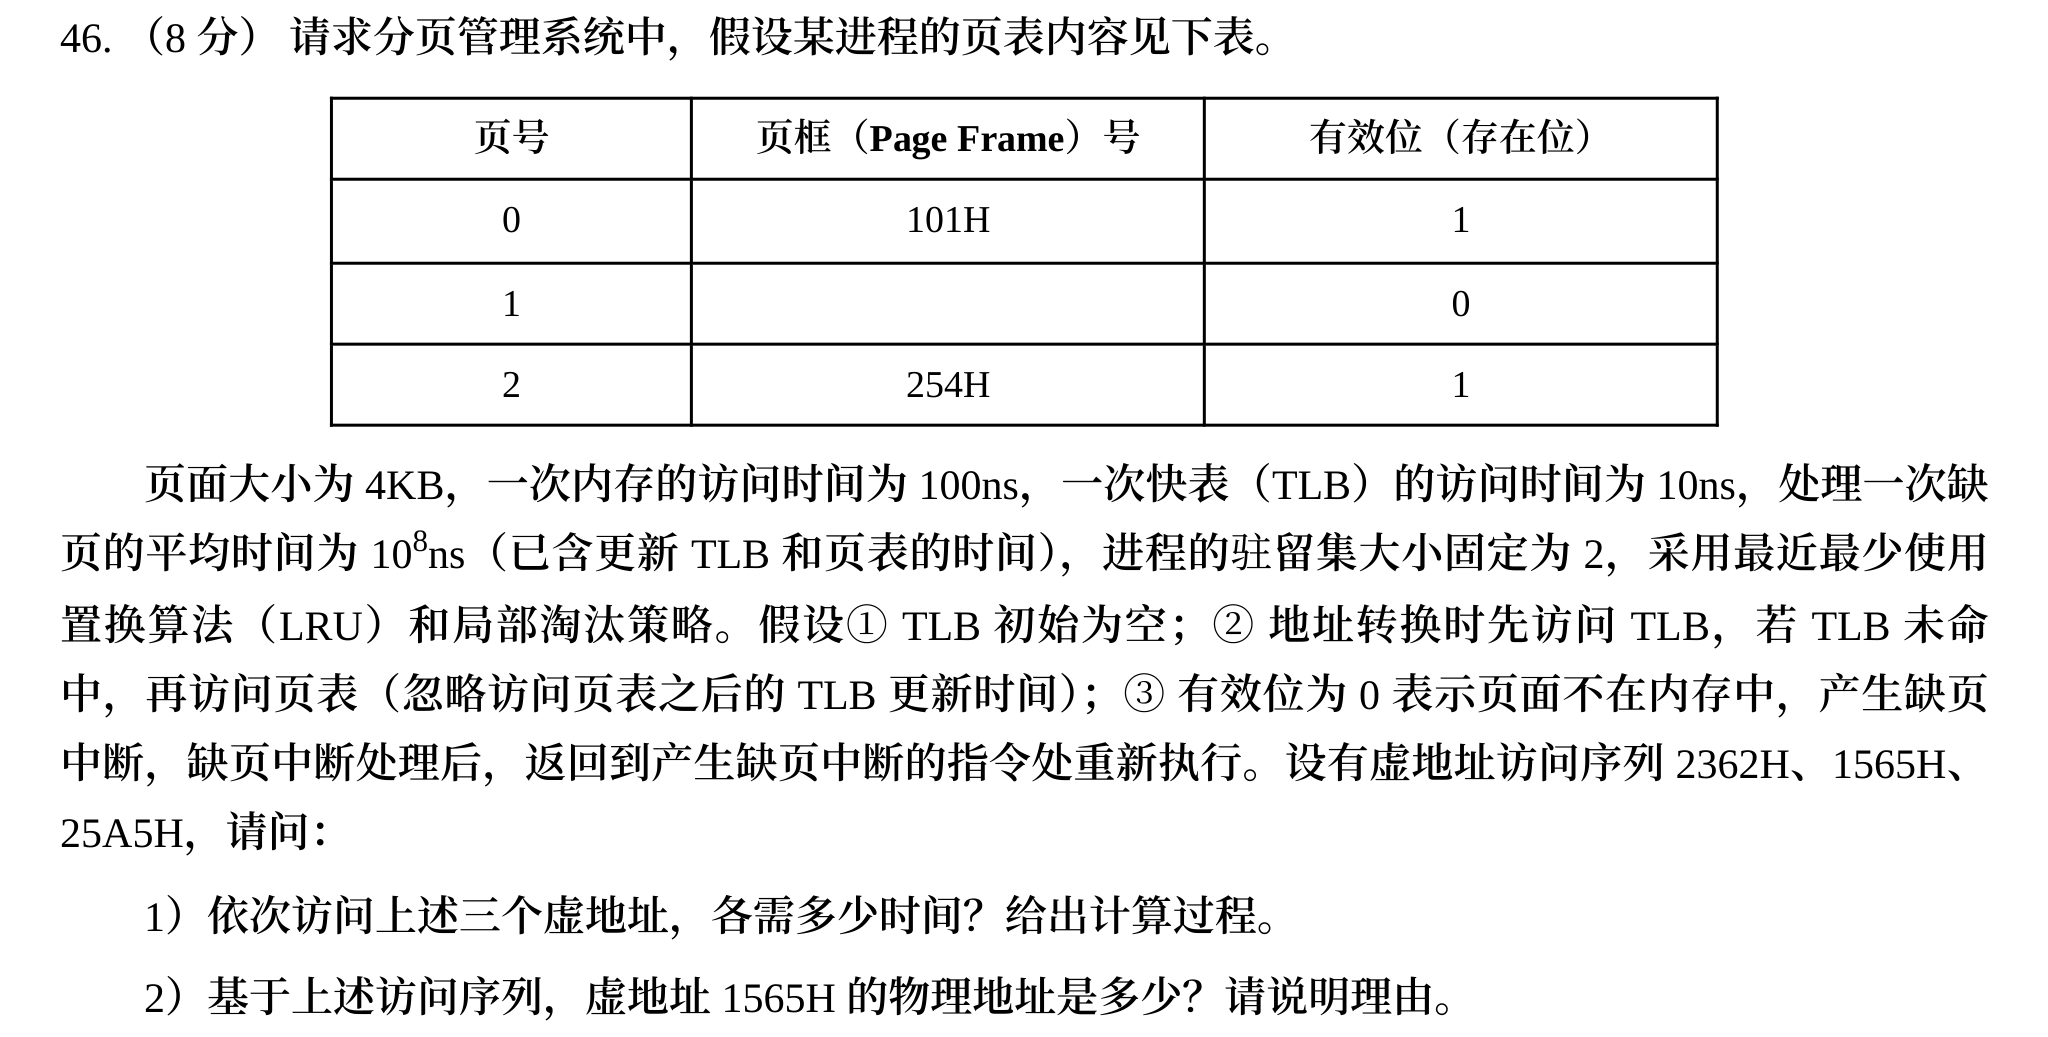 46. （8 分） 请求分页管理系统中，假设某进程的页表内容见下表。
页号 页框（Page Frame）号 有效位（存在位）
0 101H 1
1 0
2 254H 1
页面大小为 4KB，一次内存的访问时间为 100ns，一次快表（TLB）的访问时间为 10ns，处理一次缺
页的平均时间为 10⁸ns（已含更新 TLB 和页表的时间），进程的驻留集大小固定为 2，采用最近最少使用
置换算法（LRU）和局部淘汰策略。假设① TLB 初始为空；② 地址转换时先访问 TLB，若 TLB 未命
中，再访问页表（忽略访问页表之后的 TLB 更新时间）；③ 有效位为 0 表示页面不在内存中，产生缺页
中断，缺页中断处理后，返回到产生缺页中断的指令处重新执行。设有虚地址访问序列 2362H、1565H、
25A5H，请问：
1）依次访问上述三个虚地址，各需多少时间？给出计算过程。
2）基于上述访问序列，虚地址 1565H 的物理地址是多少？请说明理由。